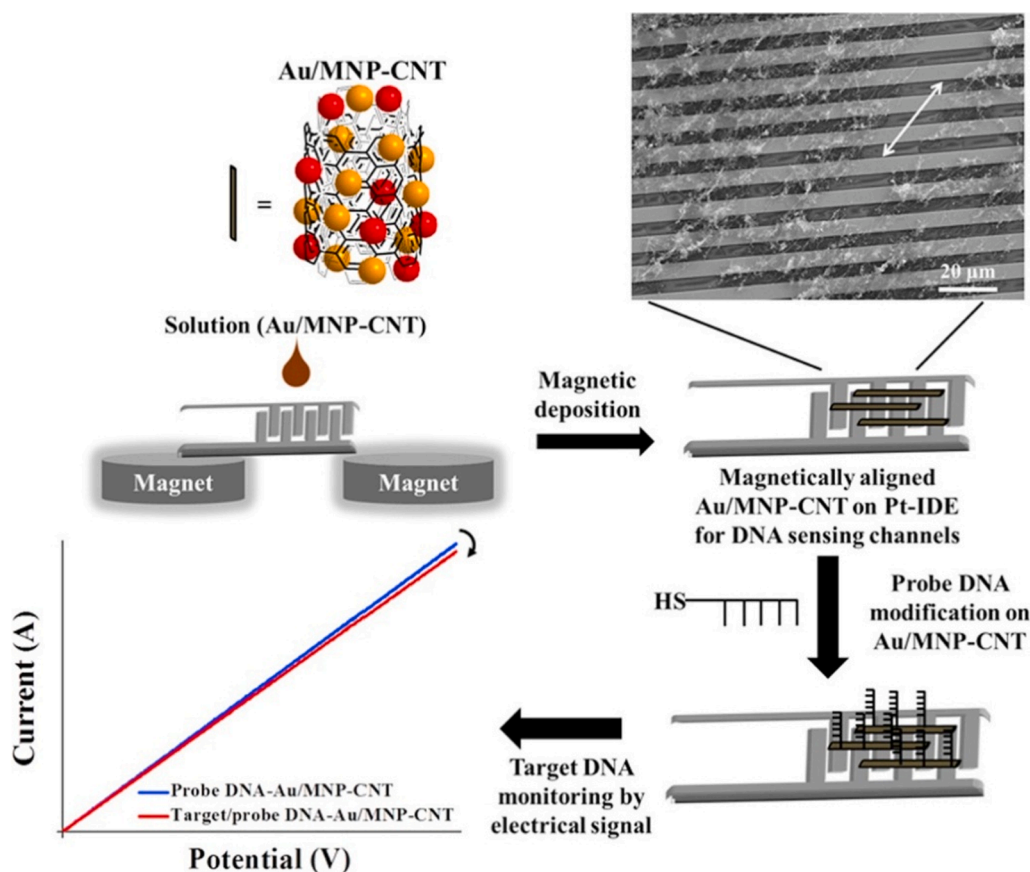 Au/MNP-CNT
=
20 μm
Solution (Au/MNP-CNT)
Magnet
Magnet
Magnetic
deposition
Magnetically aligned
Au/MNP-CNT on Pt-IDE
for DNA sensing channels
HS
Probe DNA
modification on
Au/MNP-CNT
Target DNA
monitoring by
electrical signal
Current (A)
Probe DNA-Au/MNP-CNT
Target/probe DNA-Au/MNP-CNT
Potential (V)